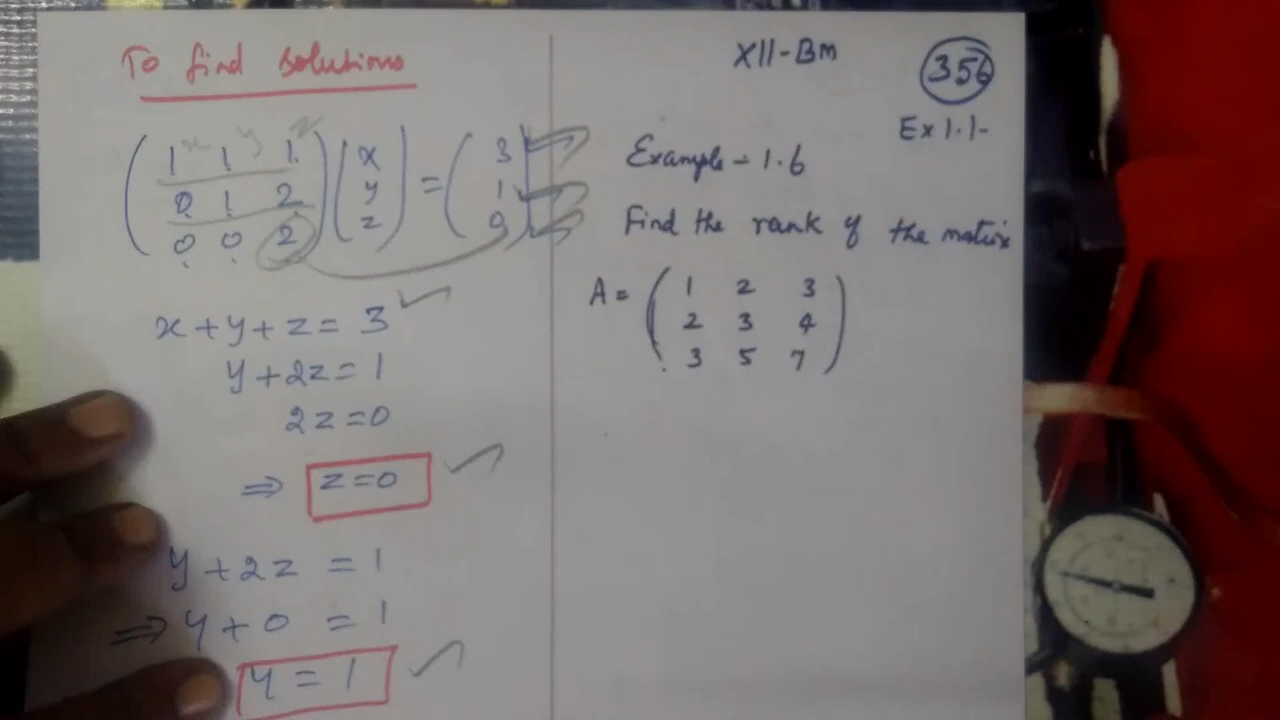 To find solutions
( 1 1 1 ) ( x ) = ( 3 )
( 0 1 2 ) ( y ) ( 1 )
( 0 0 2 ) ( z ) ( 0 )
x + y + z = 3
y + 2z = 1
2z = 0
⇒ z = 0
y + 2z = 1
⇒ y + 0 = 1
y = 1
XII - BM
356
Ex 1.1-
Example - 1.6
Find the rank of the matrix
A = ( 1 2 3 )
( 2 3 4 )
( 3 5 7 )